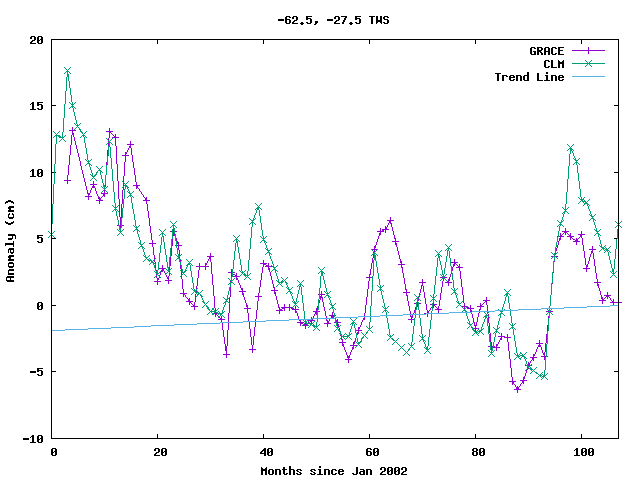 -62.5, -27.5 TWS
GRACE
CLM
Trend Line
20
15
10
5
0
-5
-10
Anomaly (cm)
0 20 40 60 80 100
Months since Jan 2002